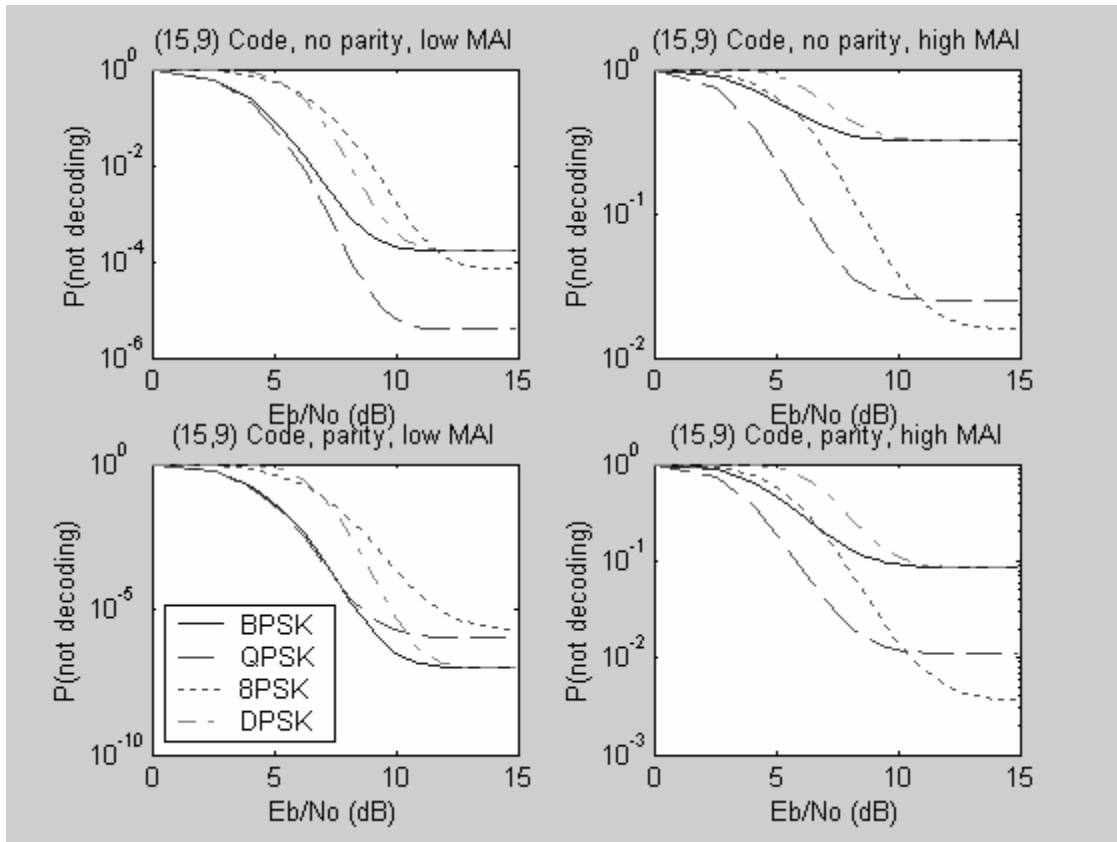 (15,9) Code, no parity, low MAI
10^0
10^-2
10^-4
10^-6
P(not decoding)
0 5 10 15
Eb/No (dB)
(15,9) Code, no parity, high MAI
10^0
10^-1
10^-2
P(not decoding)
0 5 10 15
Eb/No (dB)
(15,9) Code, parity, low MAI
10^0
10^-5
10^-10
P(not decoding)
BPSK
QPSK
8PSK
DPSK
0 5 10 15
Eb/No (dB)
(15,9) Code, parity, high MAI
10^0
10^-1
10^-2
10^-3
P(not decoding)
0 5 10 15
Eb/No (dB)